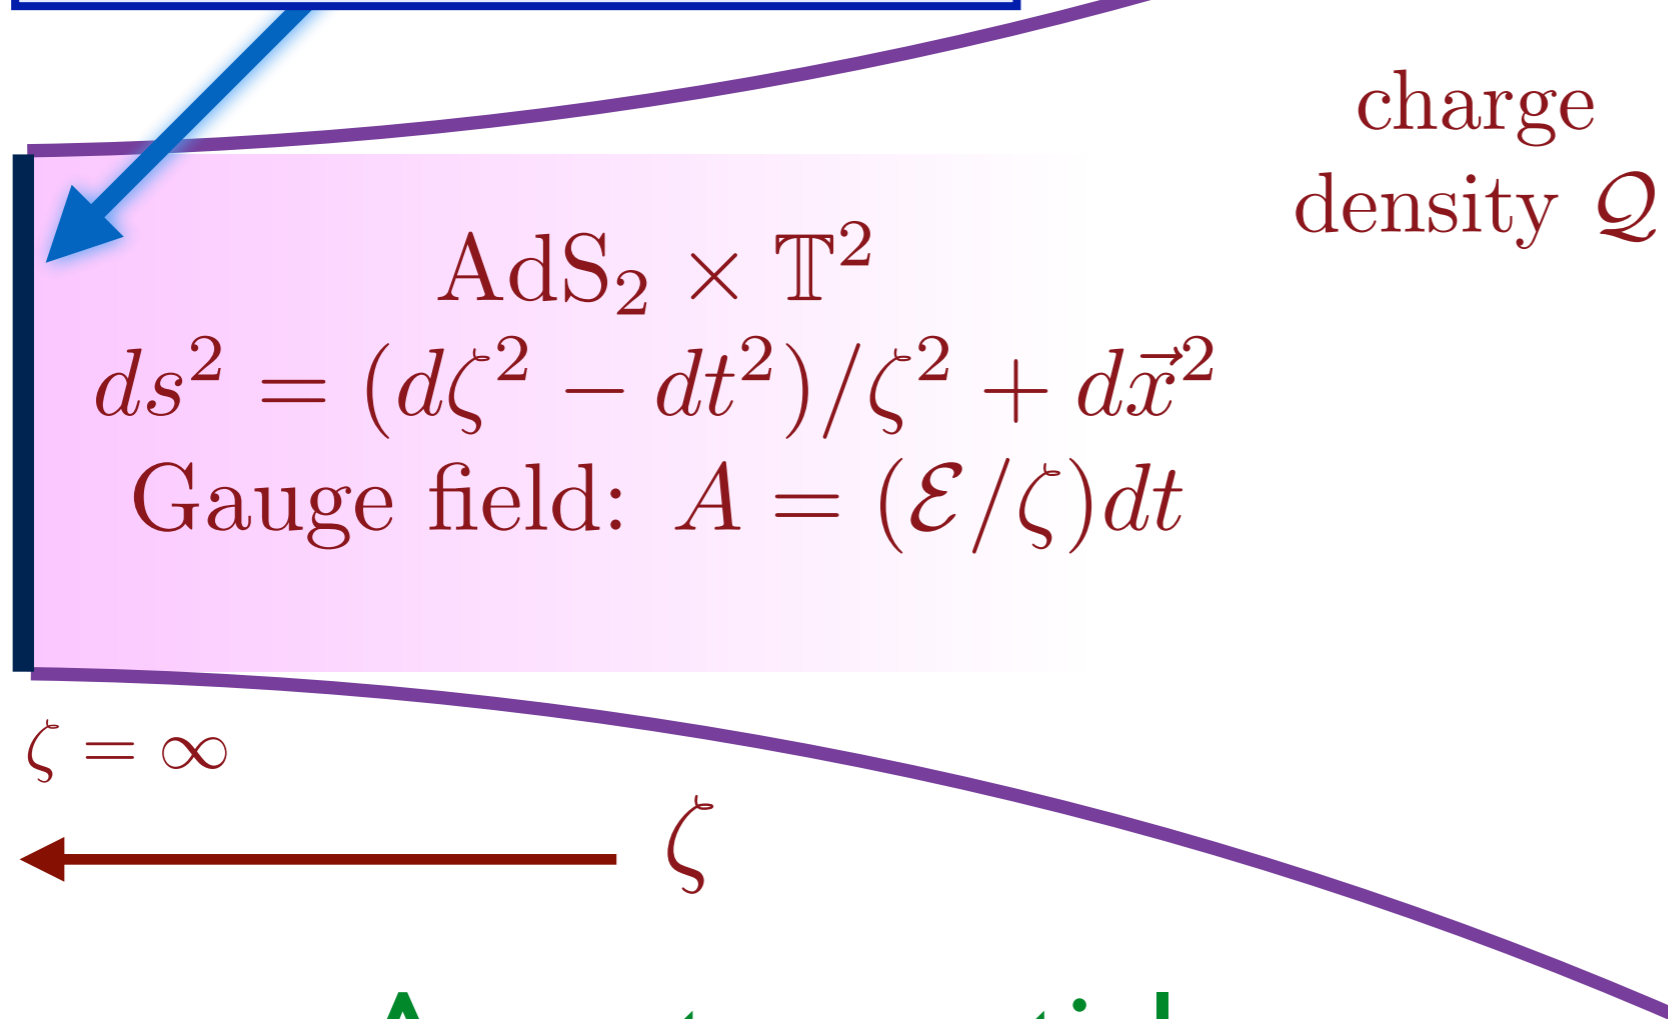 charge
density 𝒬
AdS₂ × 𝕋²
ds² = (dζ² − dt²)/ζ² + dx⃗²
Gauge field: A = (ℰ/ζ)dt
ζ = ∞
ζ